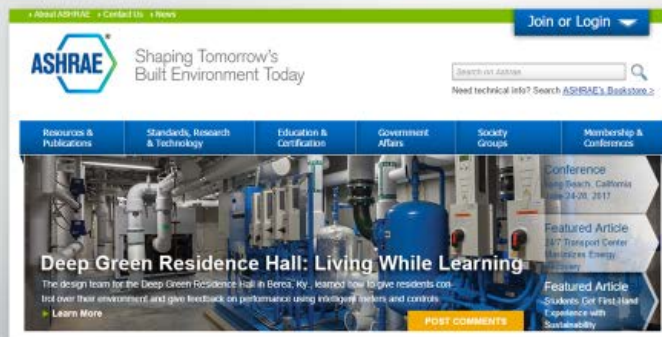 About ASHRAE Contact Us News
Join or Login
ASHRAE
Shaping Tomorrow's
Built Environment Today
Search on Ashrae
Need technical info? Search ASHRAE's Bookstore >
Resources &
Publications
Standards, Research
& Technology
Education &
Certification
Government
Affairs
Society
Groups
Membership &
Conferences
Conference
Long Beach, California
June 24-28, 2017
Featured Article
24/7 Transport Center
Maximizes Energy
Recovery
Featured Article
Students Get First Hand
Experience with
Sustainability
Deep Green Residence Hall: Living While Learning
The design team for the Deep Green Residence Hall in Berea, Ky., learned how to give residents con-
trol over their environment and give feedback on performance using intelligent meters and controls
Learn More
POST COMMENTS